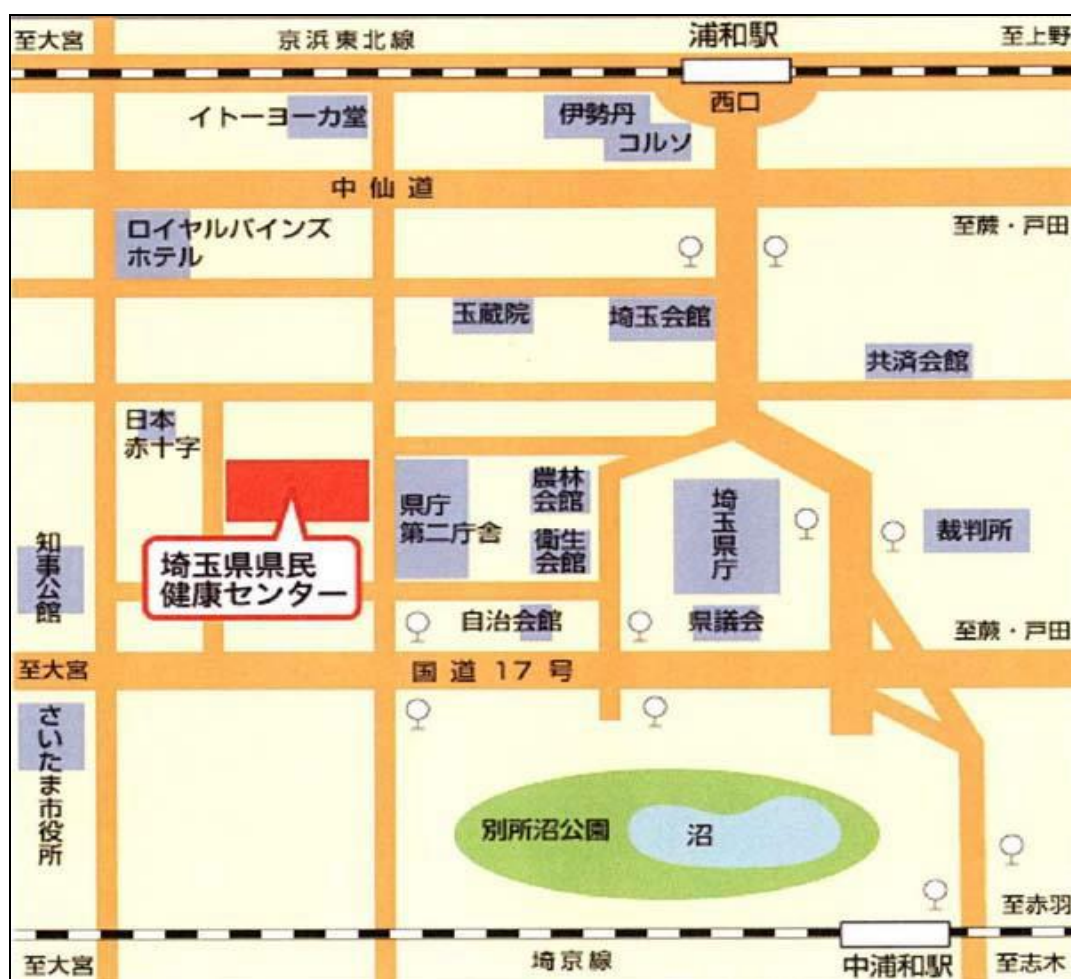 至大宮
京浜東北線
浦和駅
至上野
西口
イトーヨーカ堂
伊勢丹
コルソ
中仙道
ロイヤルパインズ
ホテル
至蕨・戸田
玉蔵院
埼玉会館
共済会館
日本
赤十字
県庁
第二庁舎
農林
会館
衛生
会館
埼玉県庁
裁判所
知事公館
埼玉県県民
健康センター
自治会館
県議会
至蕨・戸田
至大宮
国道17号
さいたま市役所
別所沼公園
沼
至赤羽
至大宮
埼京線
中浦和駅
至志木